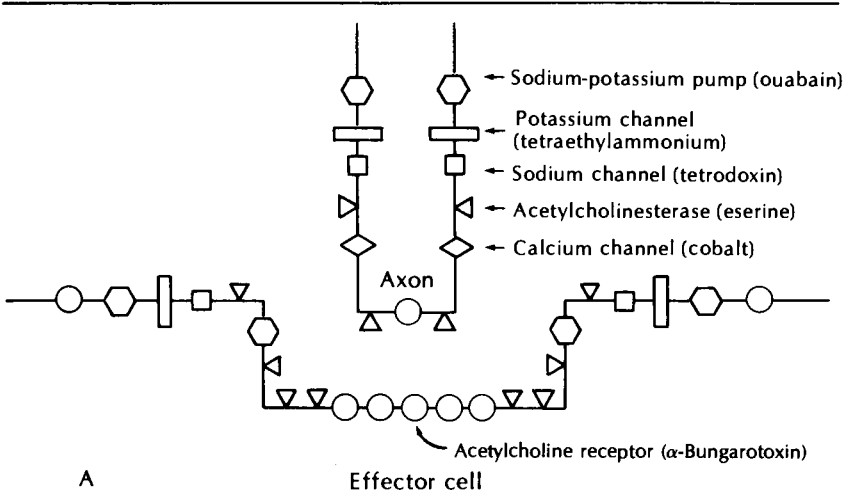 Sodium-potassium pump (ouabain)
Potassium channel
(tetraethylammonium)
Sodium channel (tetrodoxin)
Acetylcholinesterase (eserine)
Calcium channel (cobalt)
Axon
Acetylcholine receptor (α-Bungarotoxin)
A
Effector cell